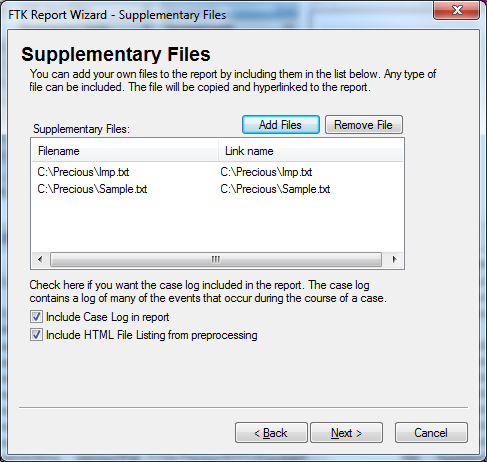 FTK Report Wizard - Supplementary Files
Supplementary Files
You can add your own files to the report by including them in the list below. Any type
of file can be included. The file will be copied and hyperlinked to the report.
Supplementary Files:
Add Files
Remove File
Filename Link name
C:\Precious\Imp.txt C:\Precious\Imp.txt
C:\Precious\Sample.txt C:\Precious\Sample.txt
Check here if you want the case log included in the report. The case log
contains a log of many of the events that occur during the course of a case.
Include Case Log in report
Include HTML File Listing from preprocessing
< Back Next > Cancel